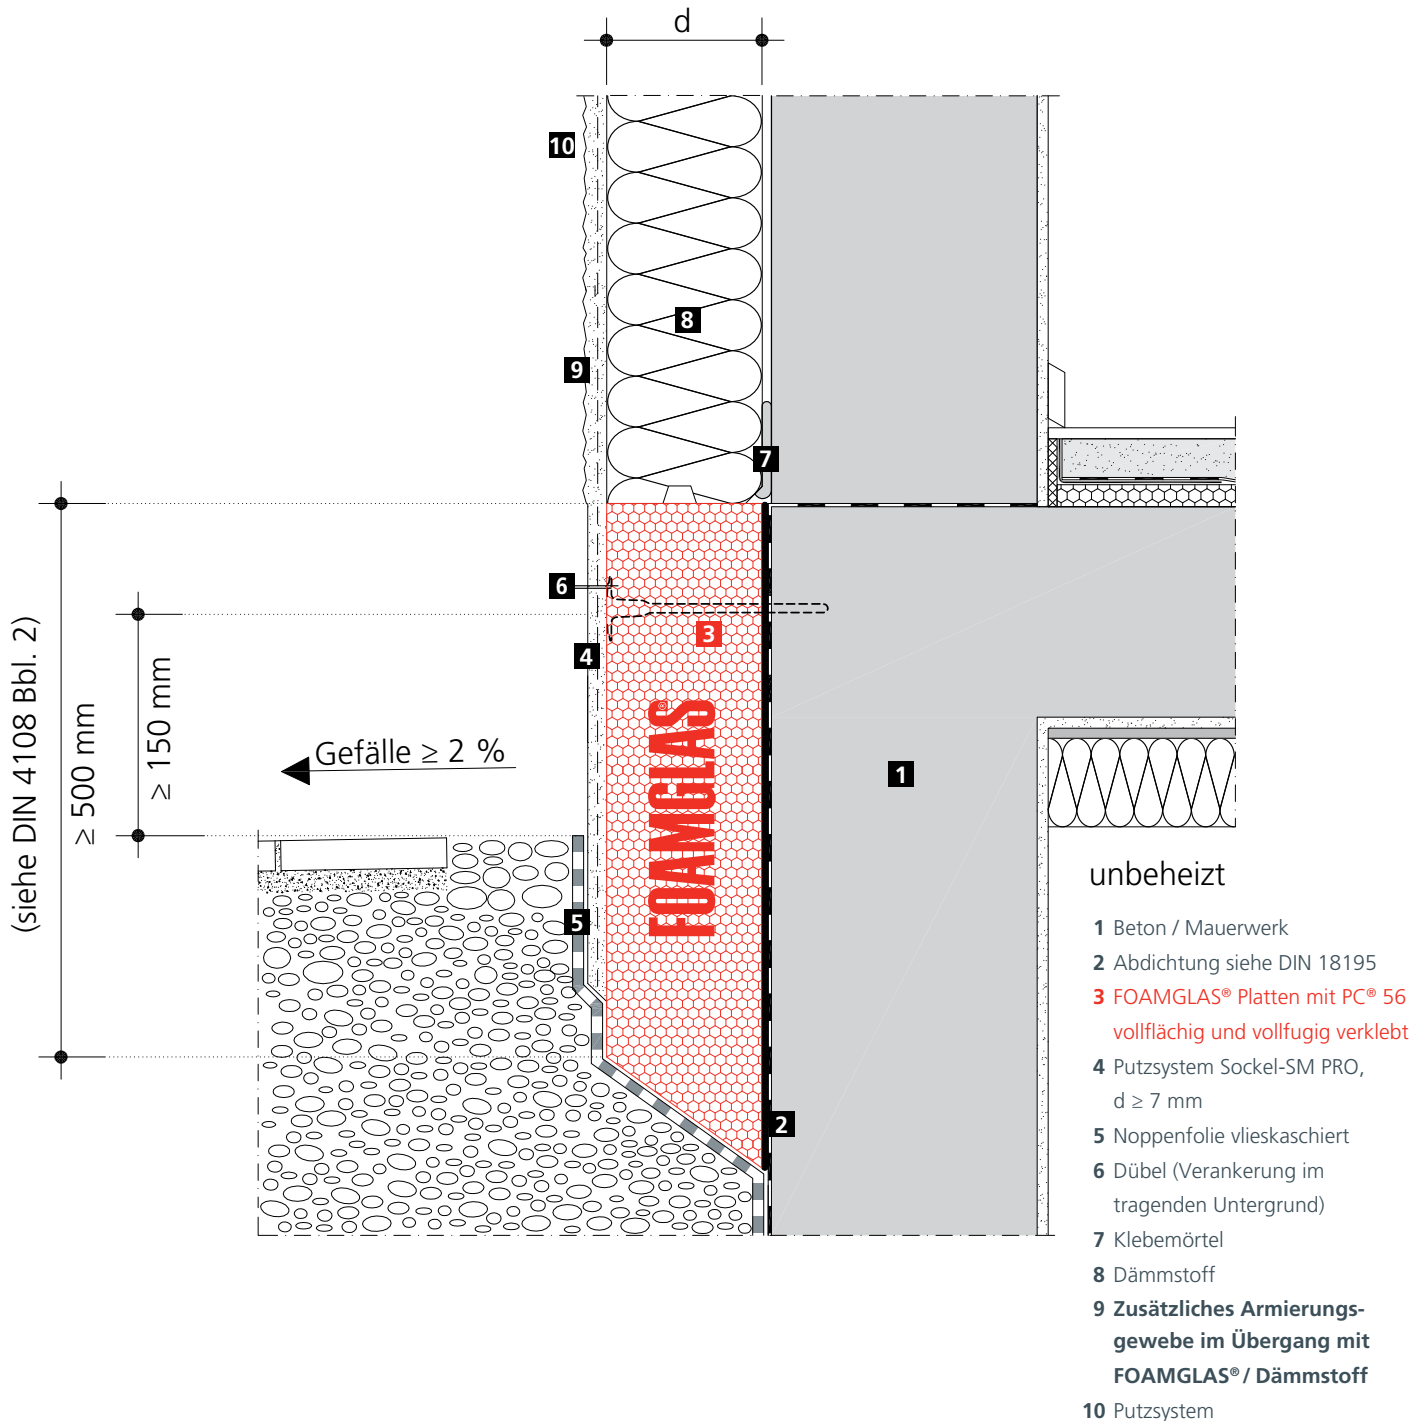 d
10
8
9
7
6
3
4
(siehe DIN 4108 Bbl. 2)
≥ 500 mm
≥ 150 mm
Gefälle ≥ 2 %
FOAMGLAS®
1
5
2
unbeheizt
1 Beton / Mauerwerk
2 Abdichtung siehe DIN 18195
3 FOAMGLAS® Platten mit PC® 56
vollflächig und vollfugig verklebt
4 Putzsystem Sockel-SM PRO,
d ≥ 7 mm
5 Noppenfolie vlieskaschiert
6 Dübel (Verankerung im
tragenden Untergrund)
7 Klebemörtel
8 Dämmstoff
9 Zusätzliches Armierungs-
gewebe im Übergang mit
FOAMGLAS® / Dämmstoff
10 Putzsystem